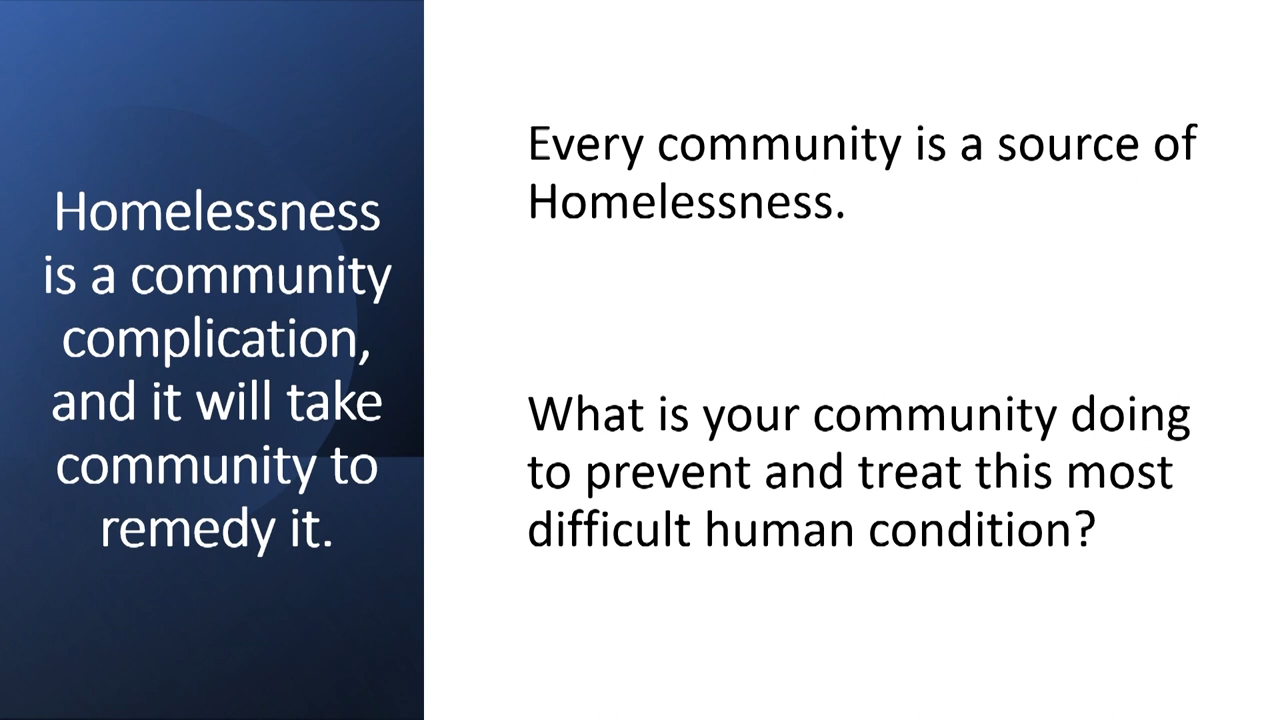 Homelessness
is a community
complication,
and it will take
community to
remedy it.
Every community is a source of
Homelessness.
What is your community doing
to prevent and treat this most
difficult human condition?